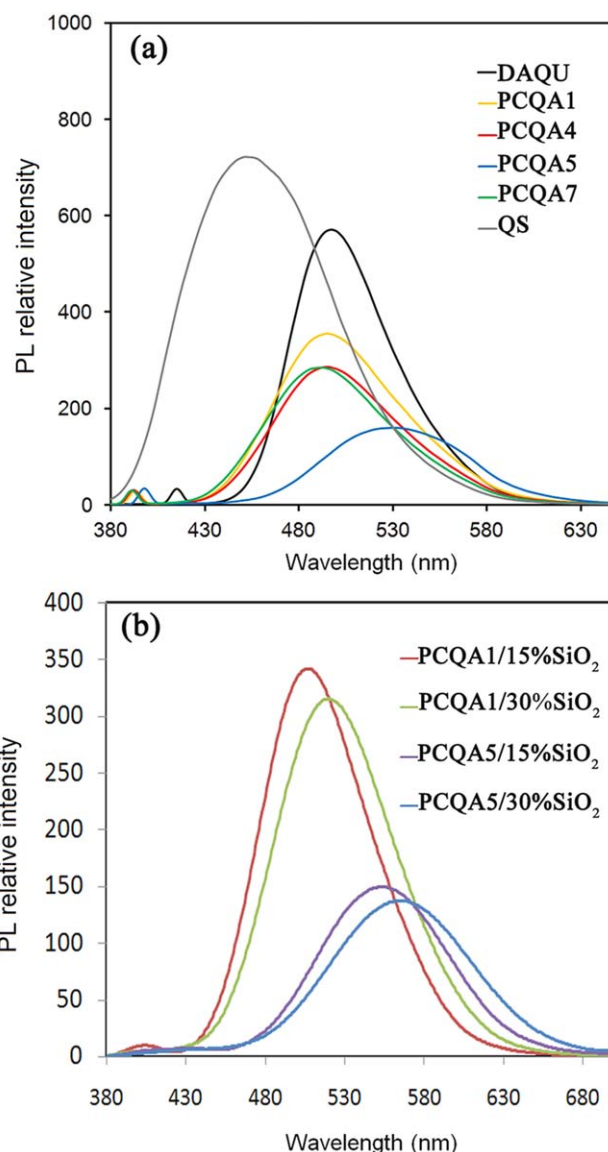 (a)
1000
800
600
400
200
0
PL relative intensity
DAQU
PCQA1
PCQA4
PCQA5
PCQA7
QS
380 430 480 530 580 630
Wavelength (nm)
(b)
400
350
300
250
200
150
100
50
0
PL relative intensity
PCQA1/15%SiO₂
PCQA1/30%SiO₂
PCQA5/15%SiO₂
PCQA5/30%SiO₂
380 430 480 530 580 630 680
Wavelength (nm)